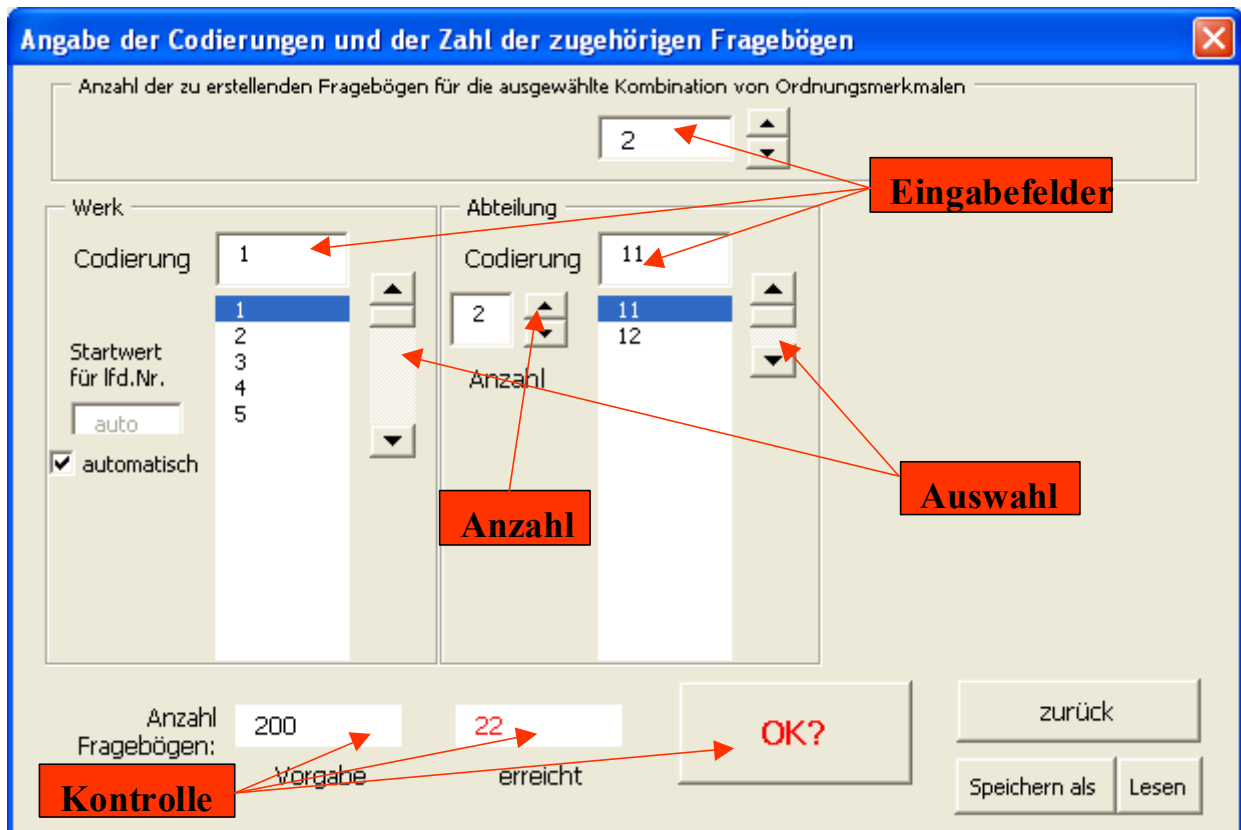 Angabe der Codierungen und der Zahl der zugehörigen Fragebögen
Anzahl der zu erstellenden Fragebögen für die ausgewählte Kombination von Ordnungsmerkmalen
2
Eingabefelder
Werk
Codierung
1
1
2
3
4
5
Startwert
für lfd.Nr.
auto
automatisch
Abteilung
Codierung
11
2
Anzahl
11
12
Anzahl
Auswahl
Anzahl
Fragebögen:
200
Vorgabe
22
erreicht
Kontrolle
OK?
zurück
Speichern als
Lesen